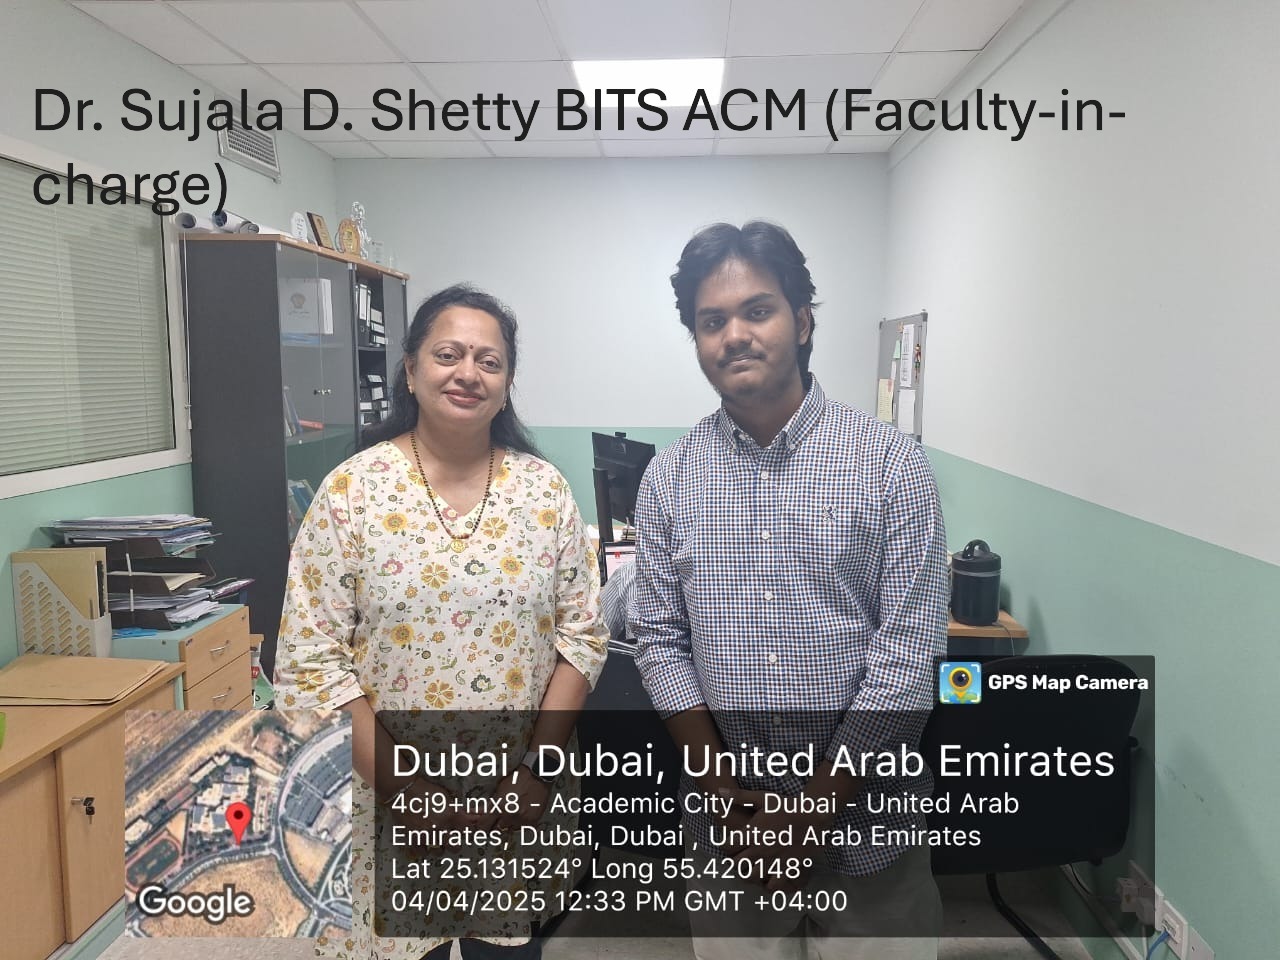 Dr. Sujala D. Shetty BITS ACM (Faculty-in-
charge)
GPS Map Camera
Dubai, Dubai, United Arab Emirates
4cj9+mx8 - Academic City - Dubai - United Arab
Emirates, Dubai, Dubai , United Arab Emirates
Lat 25.131524° Long 55.420148°
04/04/2025 12:33 PM GMT +04:00
Google